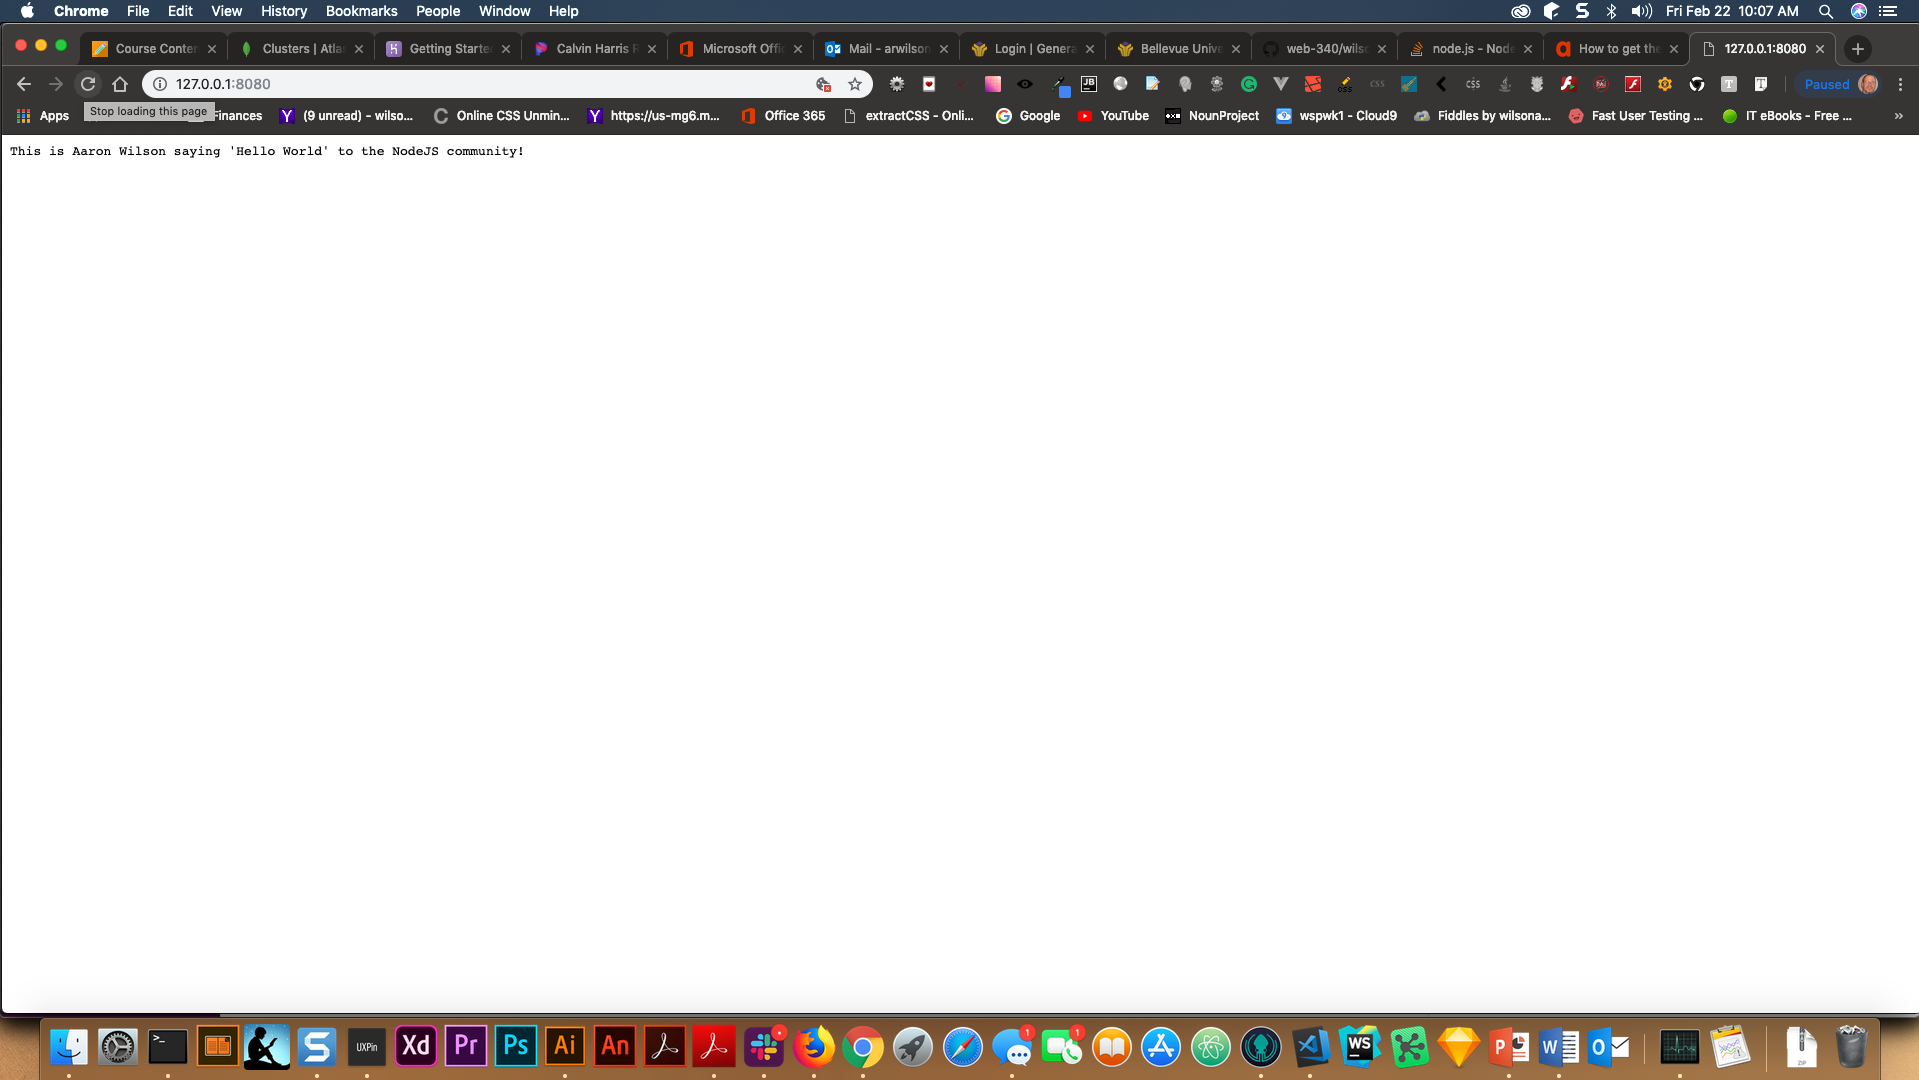 Chrome File Edit View History Bookmarks People Window Help Fri Feb 22 10:07 AM
Course Conten Clusters | Atla Getting Starte Calvin Harris R Microsoft Offi Mail - arwilson Login | Genera Bellevue Unive web-340/wilso node.js - Node How to get the 127.0.0.1:8080
127.0.0.1:8080 Paused
Stop loading this page
Apps Finances (9 unread) - wilso... Online CSS Unmin... https://us-mg6.m... Office 365 extractCSS - Onli... Google YouTube NounProject wspwk1 - Cloud9 Fiddles by wilsona... Fast User Testing ... IT eBooks - Free ... »
This is Aaron Wilson saying 'Hello World' to the NodeJS community!
UXPin Xd Pr Ps Ai An 1 1 WS ZIP